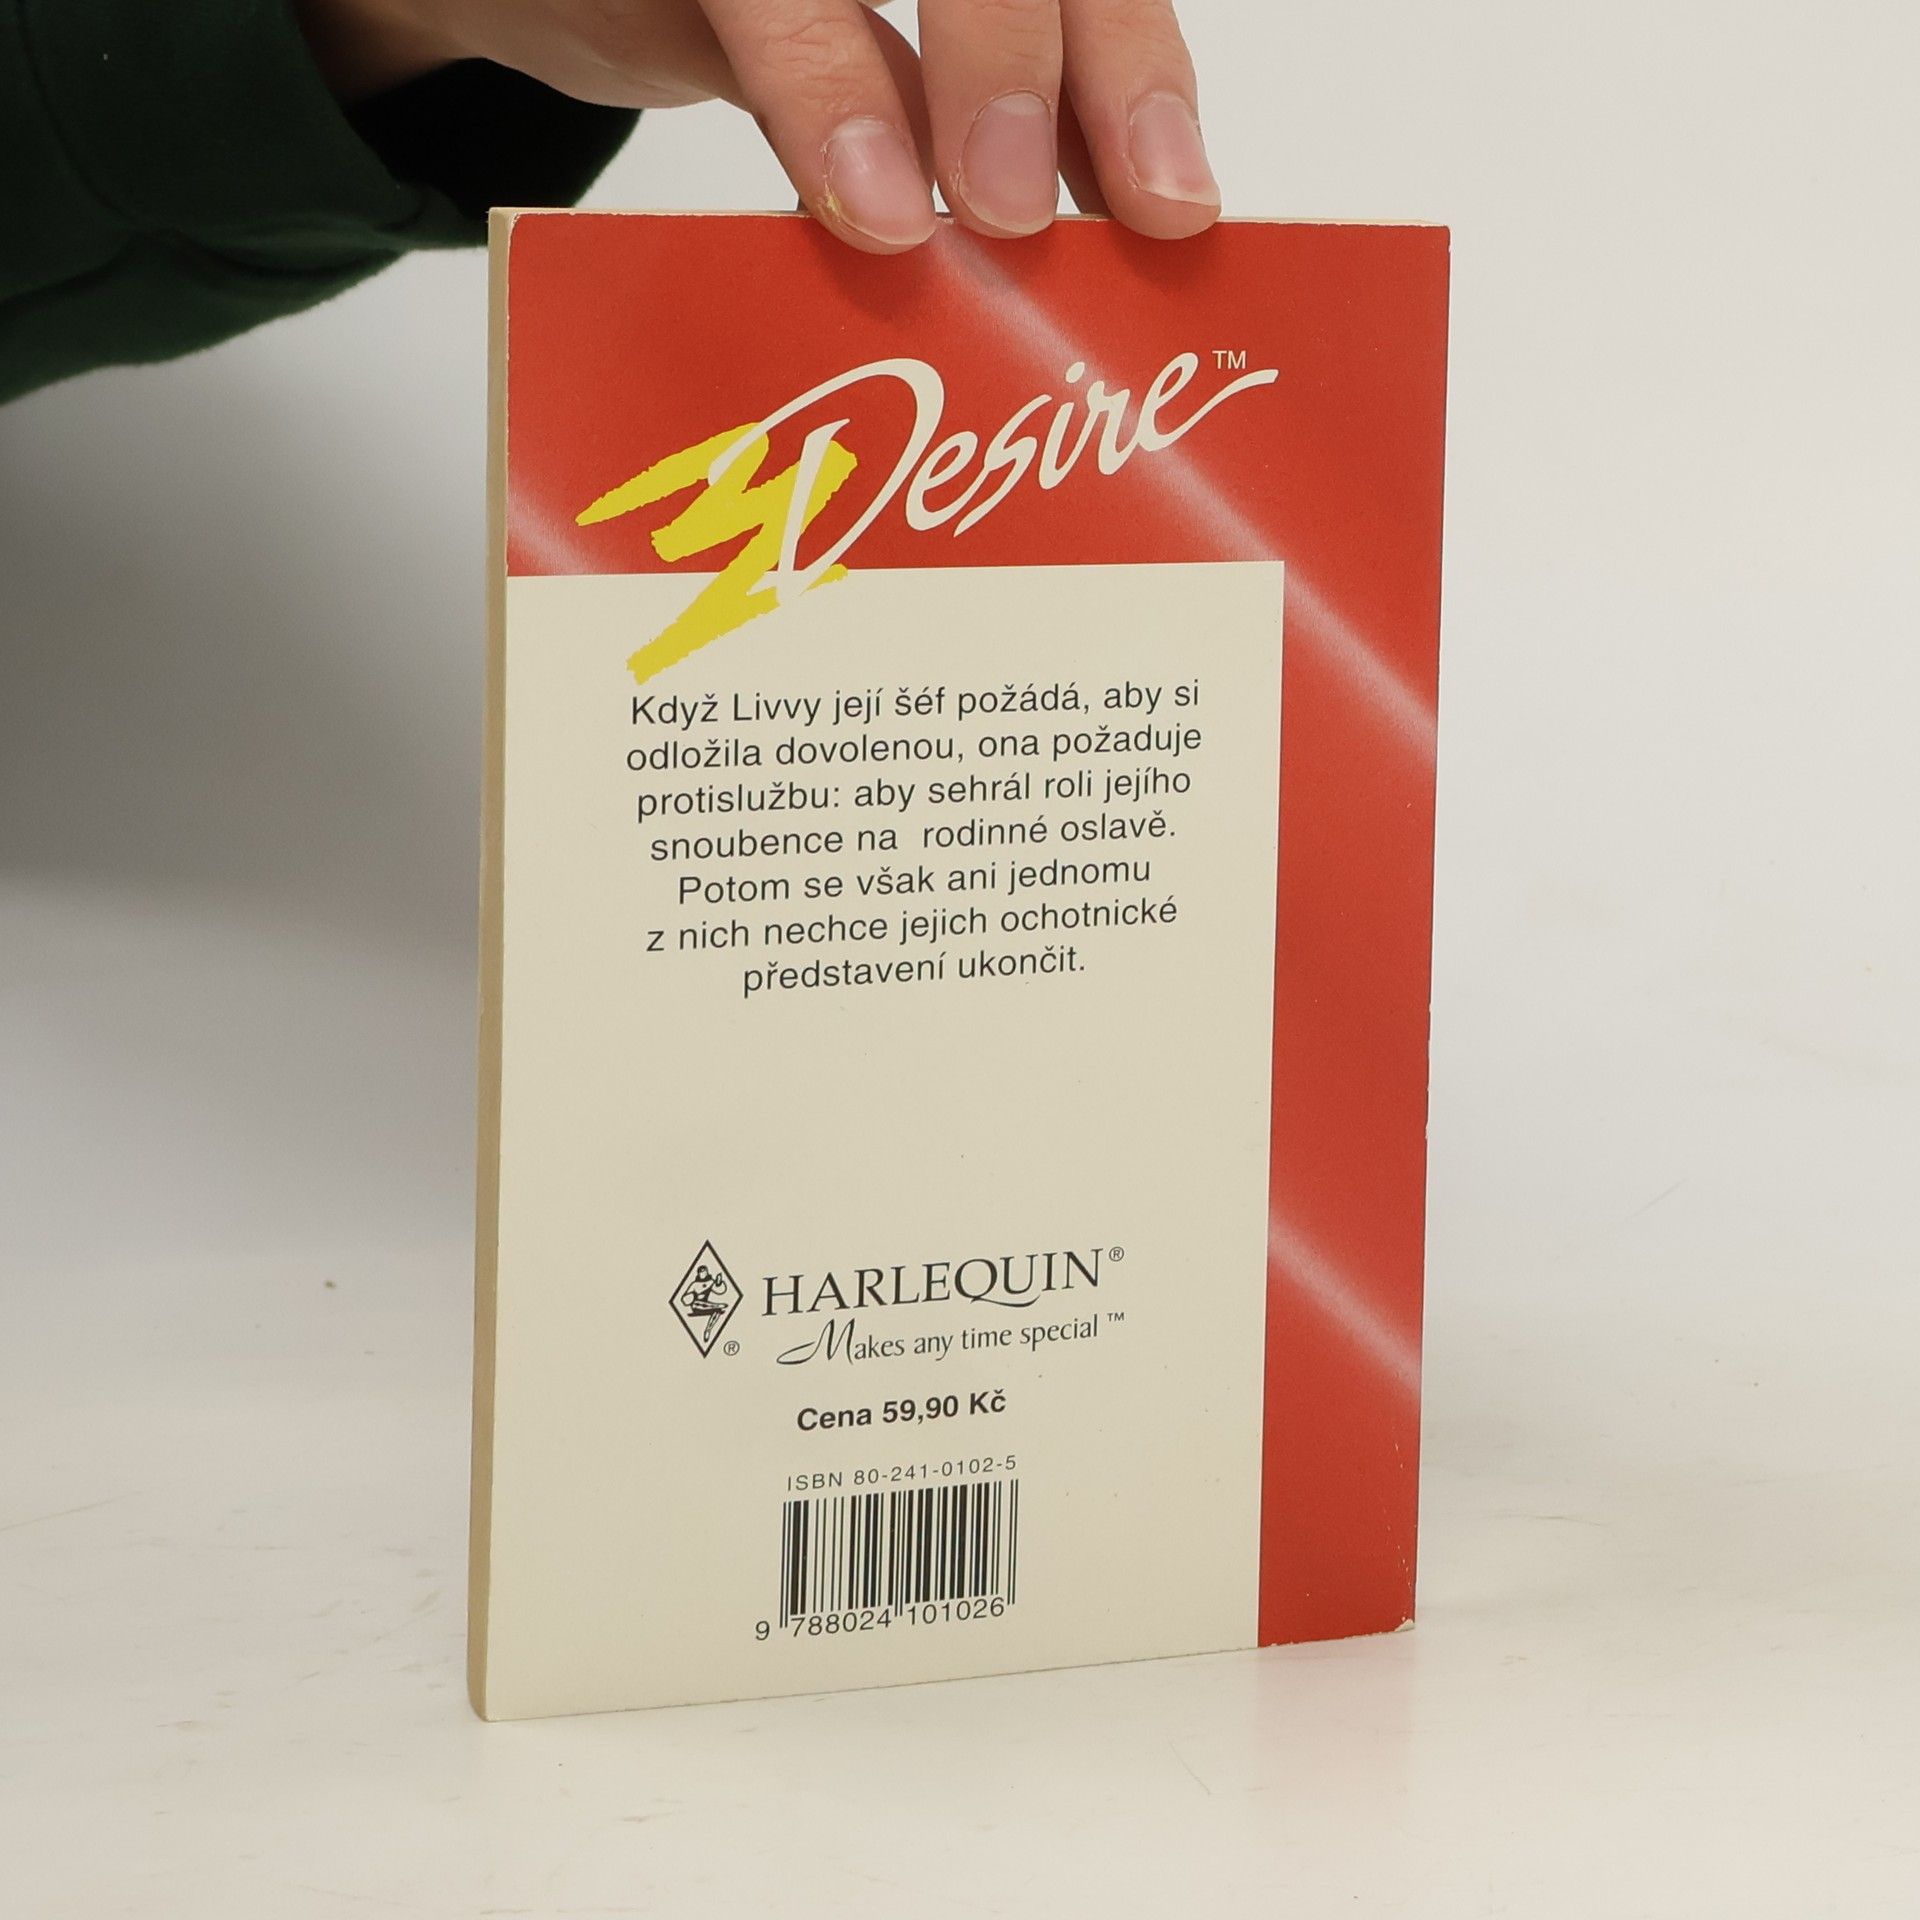 Desire™
Když Livvy její šéf požádá, aby si
odložila dovolenou, ona požaduje
protislužbu: aby sehrál roli jejího
snoubence na rodinné oslavě.
Potom se však ani jednomu
z nich nechce jejich ochotnické
představení ukončit.
HARLEQUIN®
®
Makes any time special™
Cena 59,90 Kč
ISBN 80-241-0102-5
9 788024 101026